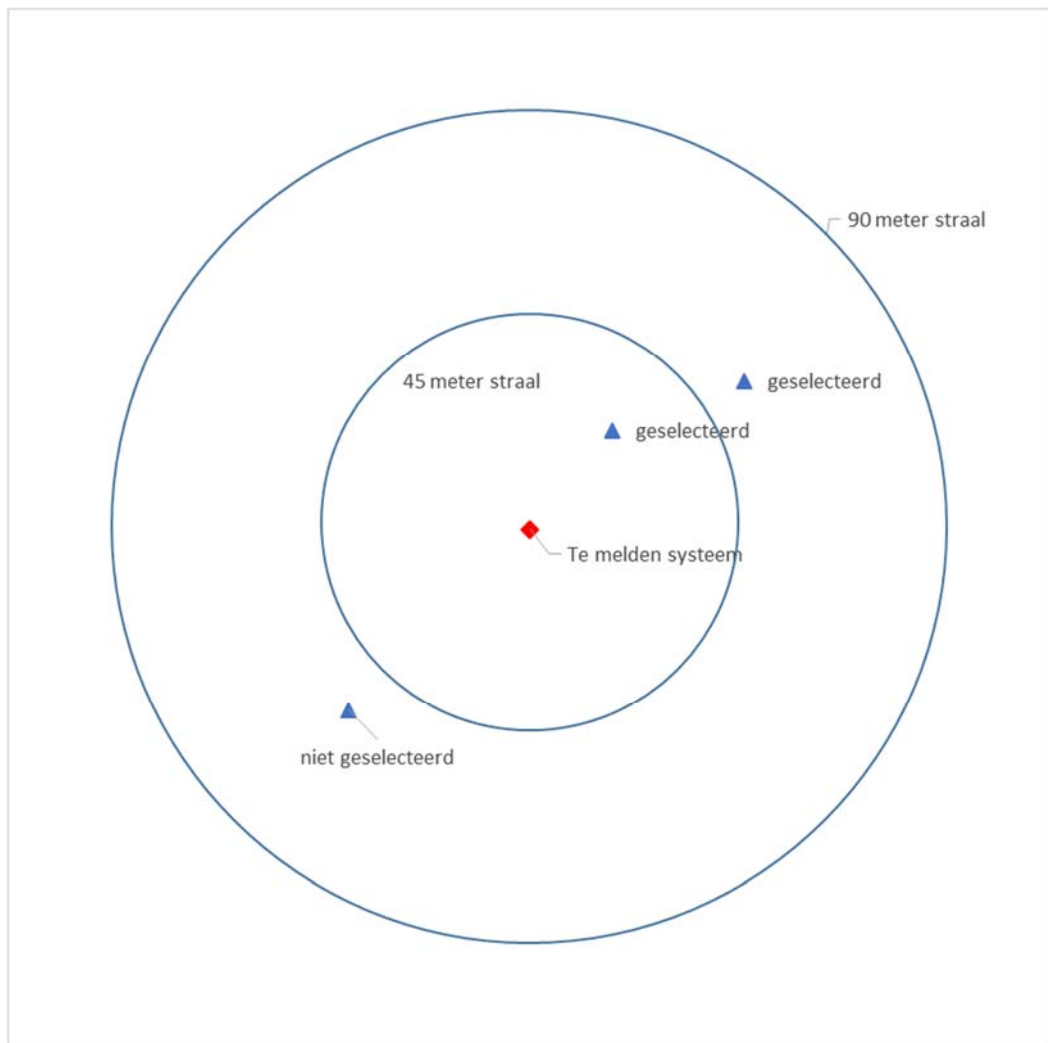 90 meter straal
45 meter straal
geselecteerd
geselecteerd
Te melden systeem
niet geselecteerd